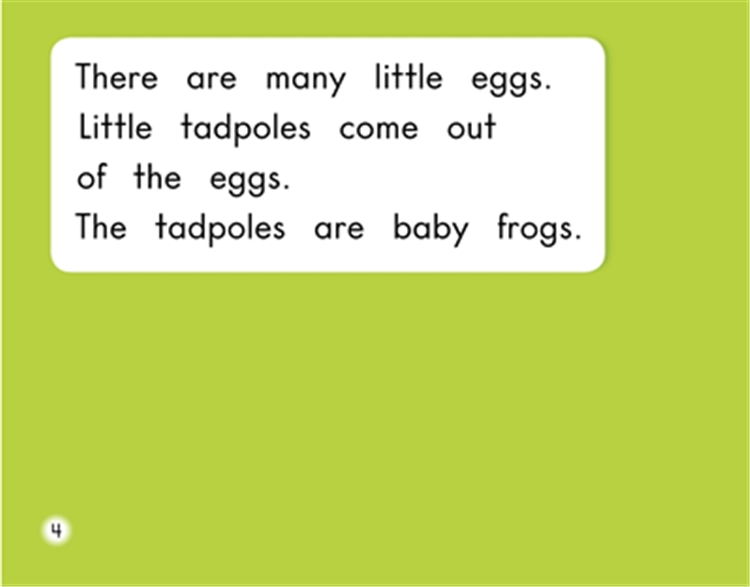 There are many little eggs.
Little tadpoles come out
of the eggs.
The tadpoles are baby frogs.
4